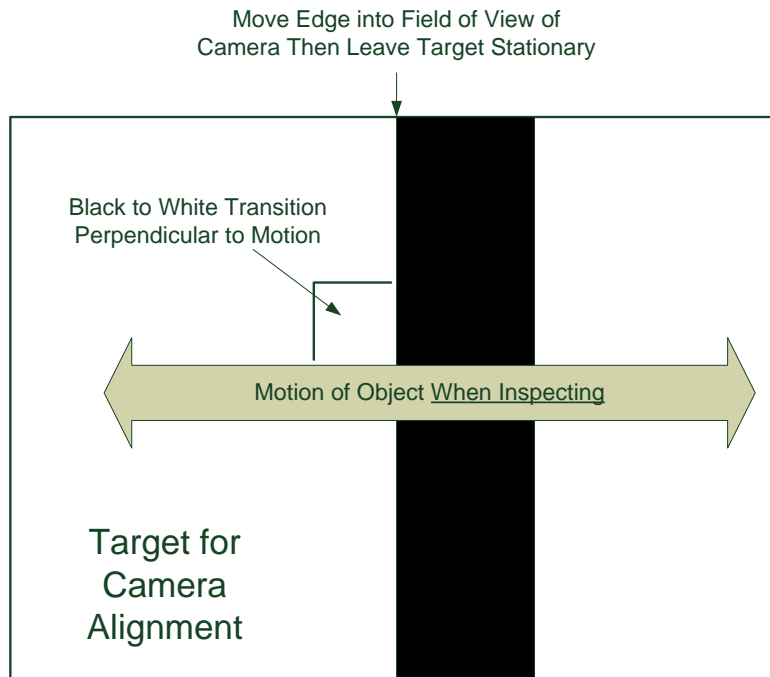 Move Edge into Field of View of
Camera Then Leave Target Stationary
Black to White Transition
Perpendicular to Motion
Motion of Object When Inspecting
Target for
Camera
Alignment